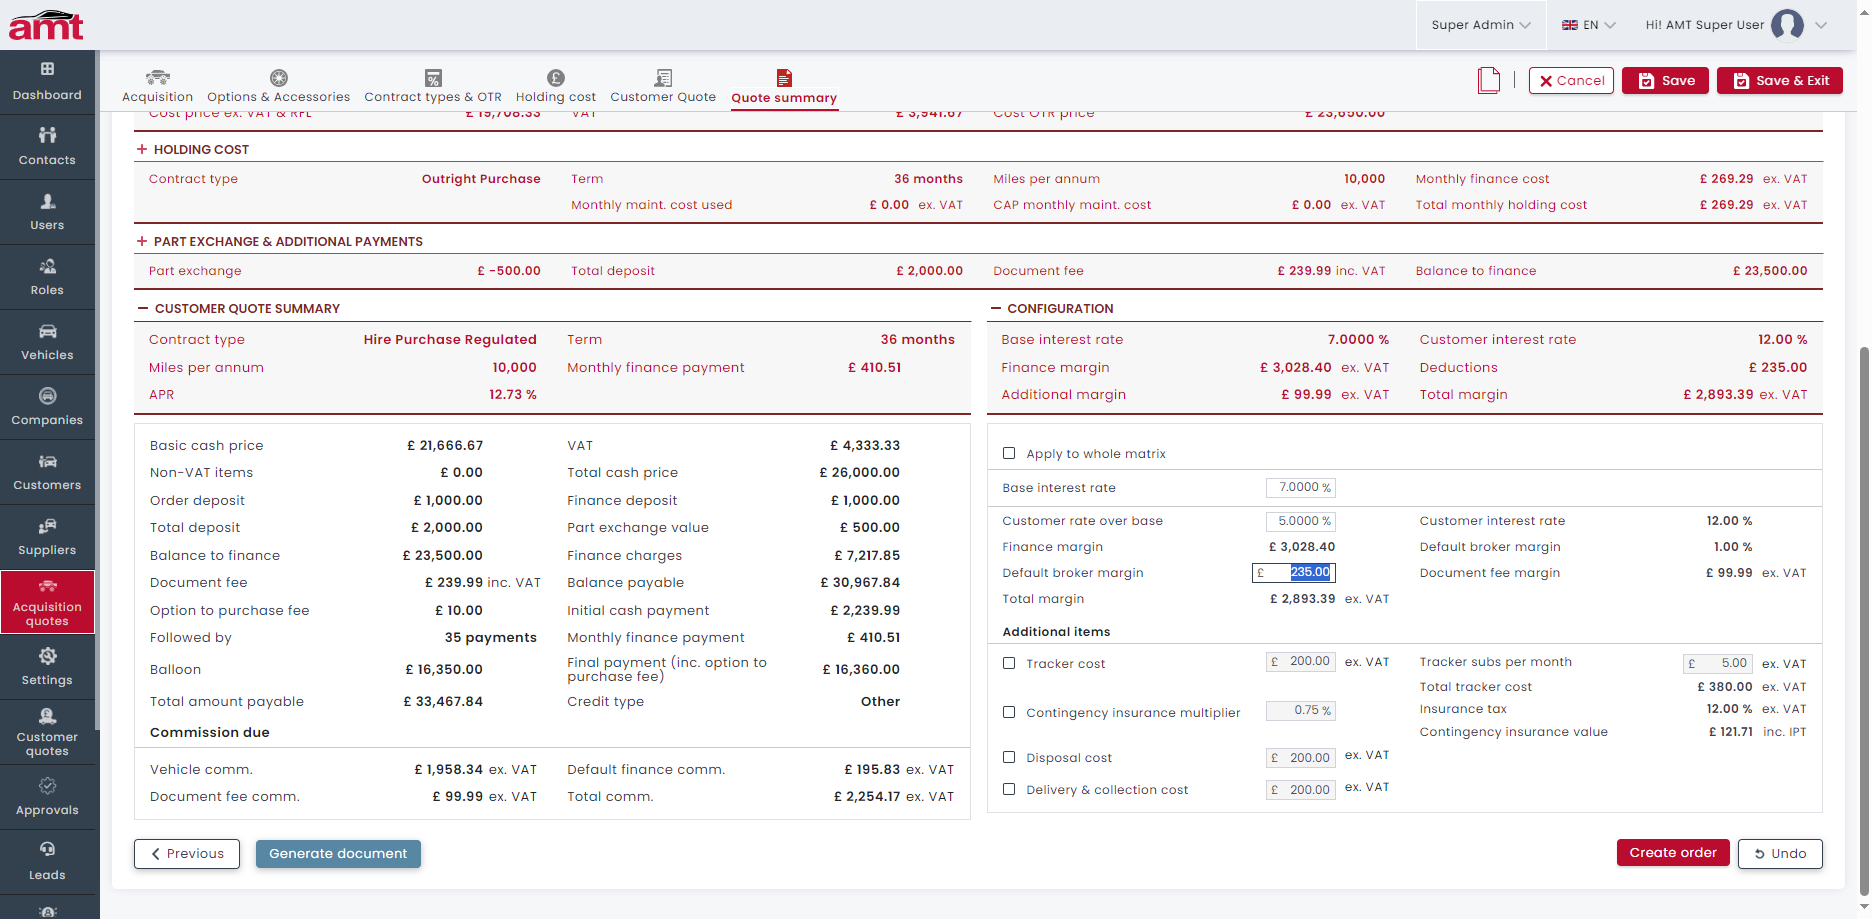 amt
Super Admin
EN
Hi! AMT Super User
Dashboard
Contacts
Users
Roles
Vehicles
Companies
Customers
Suppliers
Acquisition quotes
Settings
Customer quotes
Approvals
Leads
Acquisition
Options & Accessories
Contract types & OTR
Holding cost
Customer Quote
Quote summary
Cancel
Save
Save & Exit
Cost price ex. VAT & RFL £ 19,708.33 VAT £ 3,941.67 Cost OTR price £ 23,650.00
+ HOLDING COST
Contract type Outright Purchase Term 36 months Miles per annum 10,000 Monthly finance cost £ 269.29 ex. VAT
Monthly maint. cost used £ 0.00 ex. VAT CAP monthly maint. cost £ 0.00 ex. VAT Total monthly holding cost £ 269.29 ex. VAT
+ PART EXCHANGE & ADDITIONAL PAYMENTS
Part exchange £ -500.00 Total deposit £ 2,000.00 Document fee £ 239.99 inc. VAT Balance to finance £ 23,500.00
— CUSTOMER QUOTE SUMMARY
Contract type Hire Purchase Regulated Term 36 months
Miles per annum 10,000 Monthly finance payment £ 410.51
APR 12.73 %
Basic cash price £ 21,666.67 VAT £ 4,333.33
Non-VAT items £ 0.00 Total cash price £ 26,000.00
Order deposit £ 1,000.00 Finance deposit £ 1,000.00
Total deposit £ 2,000.00 Part exchange value £ 500.00
Balance to finance £ 23,500.00 Finance charges £ 7,217.85
Document fee £ 239.99 inc. VAT Balance payable £ 30,967.84
Option to purchase fee £ 10.00 Initial cash payment £ 2,239.99
Followed by 35 payments Monthly finance payment £ 410.51
Balloon £ 16,350.00 Final payment (inc. option to purchase fee) £ 16,360.00
Total amount payable £ 33,467.84 Credit type Other
Commission due
Vehicle comm. £ 1,958.34 ex. VAT Default finance comm. £ 195.83 ex. VAT
Document fee comm. £ 99.99 ex. VAT Total comm. £ 2,254.17 ex. VAT
— CONFIGURATION
Base interest rate 7.0000 % Customer interest rate 12.00 %
Finance margin £ 3,028.40 ex. VAT Deductions £ 235.00
Additional margin £ 99.99 ex. VAT Total margin £ 2,893.39 ex. VAT
Apply to whole matrix
Base interest rate 7.0000 %
Customer rate over base 5.0000 % Customer interest rate 12.00 %
Finance margin £ 3,028.40 Default broker margin 1.00 %
Default broker margin £ 235.00 Document fee margin £ 99.99 ex. VAT
Total margin £ 2,893.39 ex. VAT
Additional items
Tracker cost £ 200.00 ex. VAT Tracker subs per month £ 5.00 ex. VAT
Total tracker cost £ 380.00 ex. VAT
Contingency insurance multiplier 0.75 % Insurance tax 12.00 % ex. VAT
Contingency insurance value £ 121.71 inc. IPT
Disposal cost £ 200.00 ex. VAT
Delivery & collection cost £ 200.00 ex. VAT
Previous
Generate document
Create order
Undo